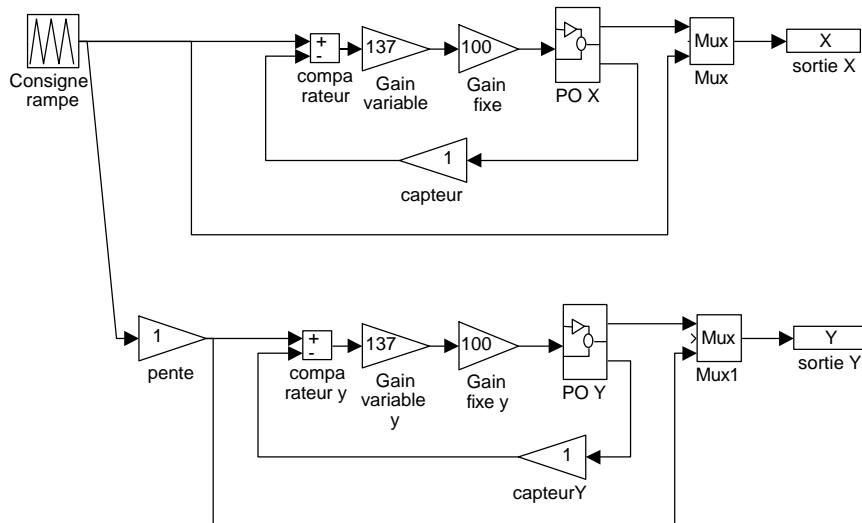 Consigne
rampe
+
-
compa
rateur
137
Gain
variable
100
Gain
fixe
PO X
Mux
Mux
X
sortie X
1
capteur
1
pente
+
-
compa
rateur y
137
Gain
variable
y
100
Gain
fixe y
PO Y
Mux
Mux1
Y
sortie Y
1
capteurY